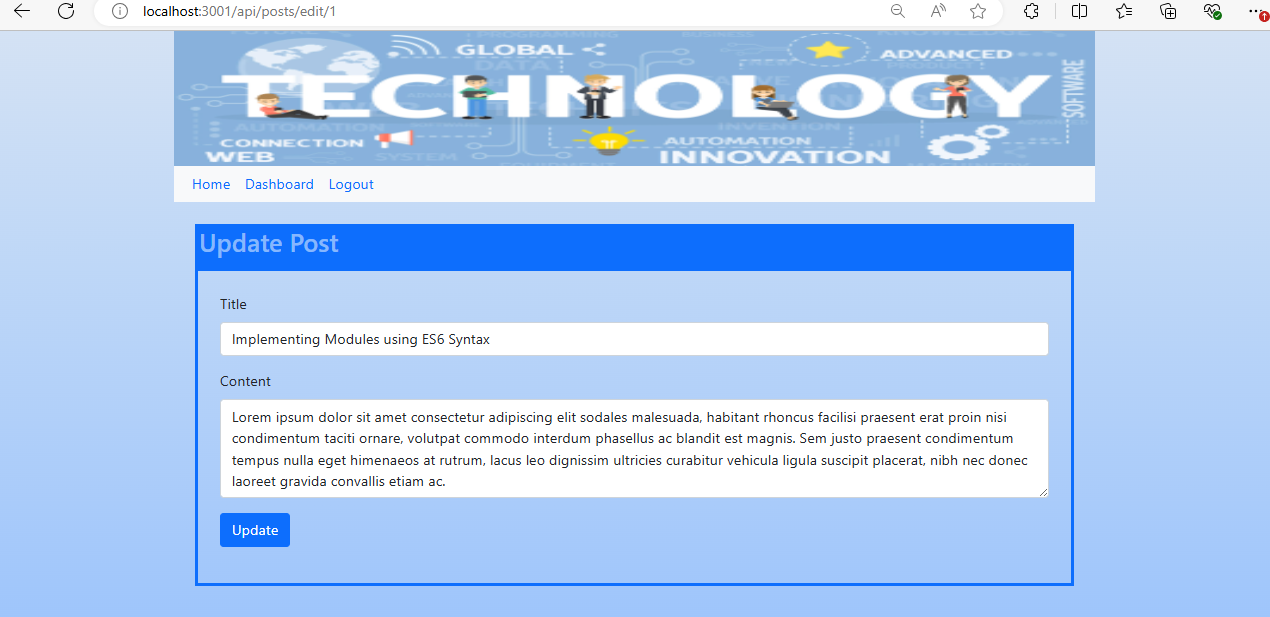 localhost:3001/api/posts/edit/1
GLOBAL
DATA
ADVANCED
TECHNOLOGY
SOFTWARE
AUTOMATION
CONNECTION
AUTOMATION
INVENTION
WEB
SYSTEM
INNOVATION
Home Dashboard Logout
Update Post
Title
Implementing Modules using ES6 Syntax
Content
Lorem ipsum dolor sit amet consectetur adipiscing elit sodales malesuada, habitant rhoncus facilisi praesent erat proin nisi
condimentum taciti ornare, volutpat commodo interdum phasellus ac blandit est magnis. Sem justo praesent condimentum
tempus nulla eget himenaeos at rutrum, lacus leo dignissim ultricies curabitur vehicula ligula suscipit placerat, nibh nec donec
laoreet gravida convallis etiam ac.
Update